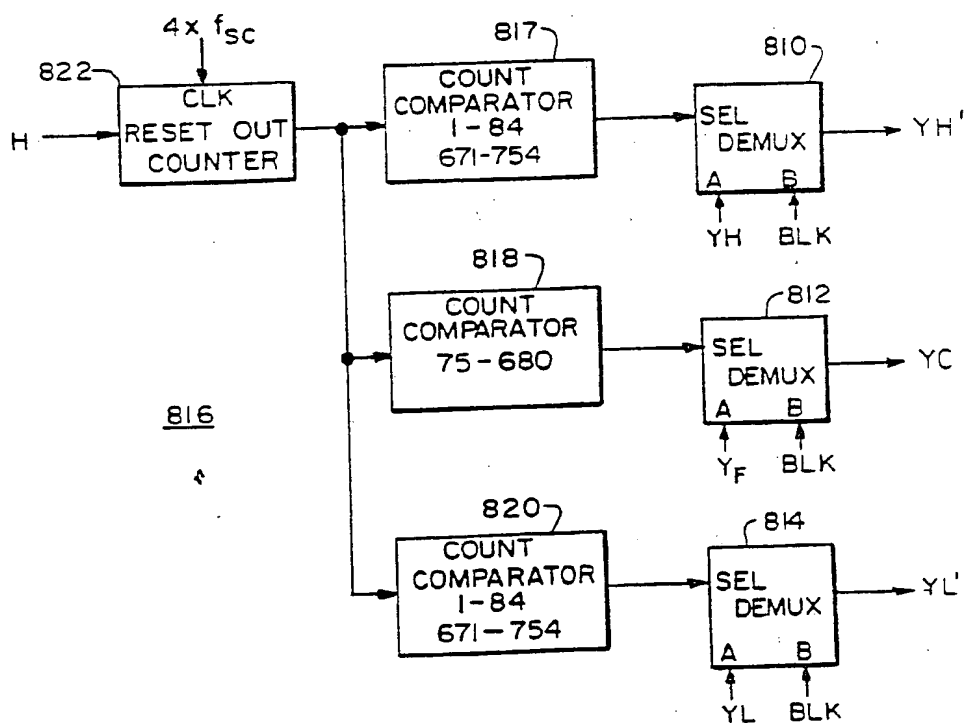 4x fsc
822
H
CLK
RESET OUT
COUNTER
817
COUNT
COMPARATOR
1-84
671-754
810
SEL
DEMUX
A B
YH BLK
YH'
818
COUNT
COMPARATOR
75-680
812
SEL
DEMUX
A B
YF BLK
YC
816
820
COUNT
COMPARATOR
1-84
671-754
814
SEL
DEMUX
A B
YL BLK
YL'